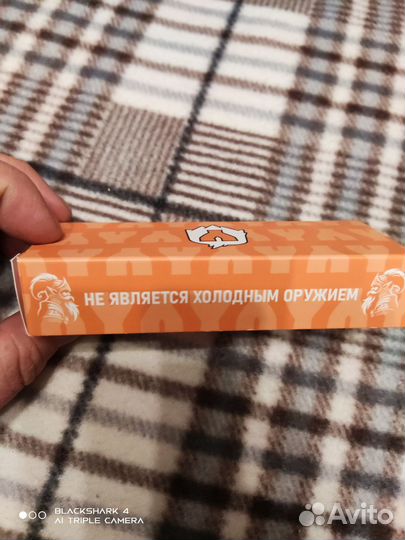 НЕ ЯВЛЯЕТСЯ ХОЛОДНЫМ ОРУЖИЕМ
BLACKSHARK 4
AI TRIPLE CAMERA
Avito